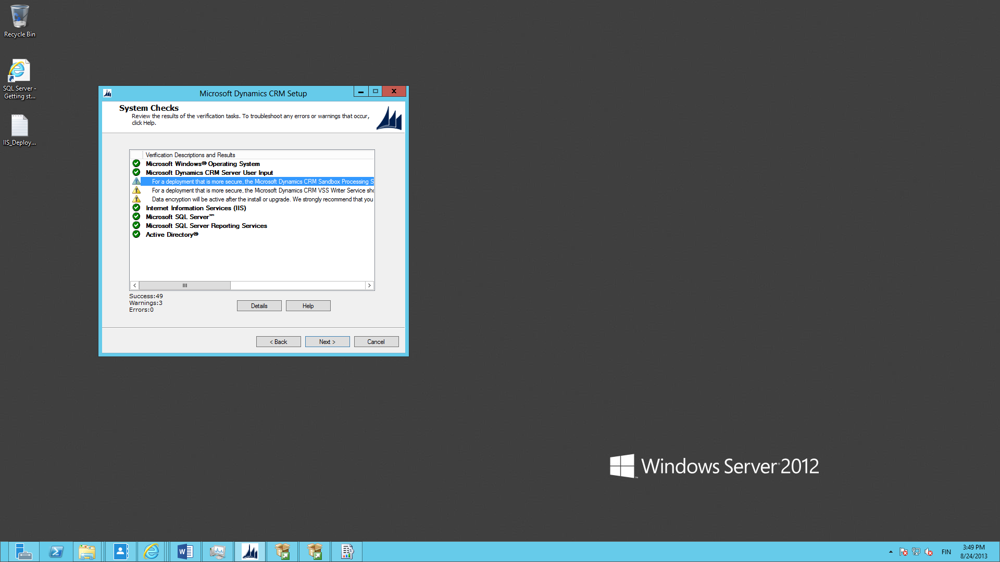 Recycle Bin
SQL Server -
Getting st...
IIS_Deploy...
Microsoft Dynamics CRM Setup
System Checks
Review the results of the verification tasks. To troubleshoot any errors or warnings that occur,
click Help.
Verification Descriptions and Results
Microsoft Windows® Operating System
Microsoft Dynamics CRM Server User Input
For a deployment that is more secure, the Microsoft Dynamics CRM Sandbox Processing S
For a deployment that is more secure, the Microsoft Dynamics CRM VSS Writer Service sho
Data encryption will be active after the install or upgrade. We strongly recommend that you
Internet Information Services (IIS)
Microsoft SQL Server™
Microsoft SQL Server Reporting Services
Active Directory®
Success:49
Warnings:3
Errors:0
Details
Help
< Back
Next >
Cancel
Windows Server 2012
FIN
3:49 PM
8/24/2013